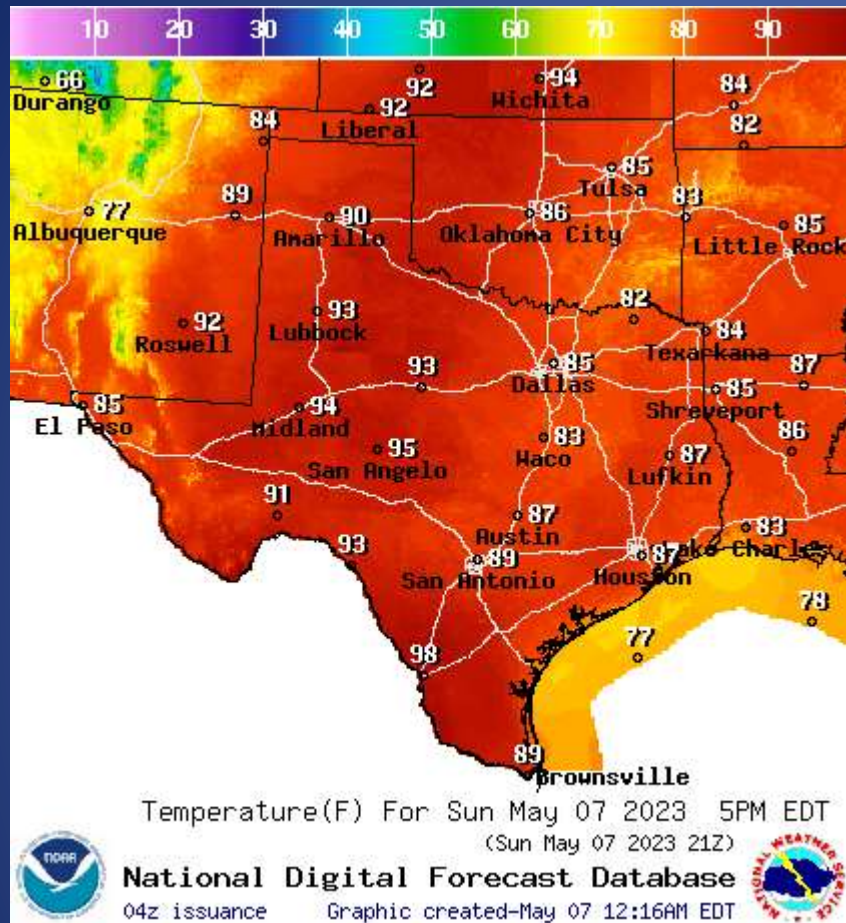 10 20 30 40 50 60 70 80 90
66
Durango
92
94
Wichita
84
92
Liberal
84
82
85
Tulsa
77
Albuquerque
89
90
Amarillo
86
Oklahoma City
83
85
Little Rock
92
Roswell
93
Lubbock
82
84
Texarkana
93
85
Dallas
87
85
Shreveport
85
El Paso
94
Midland
95
San Angelo
83
Waco
87
Lufkin
86
91
87
Austin
83
Lake Charles
93
89
San Antonio
87
Houston
78
77
98
89
Brownsville
Temperature(F) For Sun May 07 2023 5PM EDT
(Sun May 07 2023 21Z)
National Digital Forecast Database
04z issuance Graphic created-May 07 12:16AM EDT
NOAA
NATIONAL WEATHER SERVICE